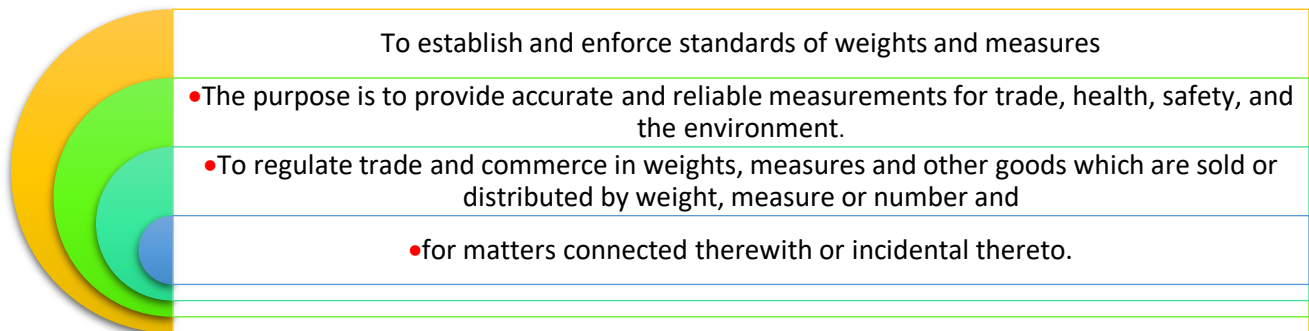 To establish and enforce standards of weights and measures
•The purpose is to provide accurate and reliable measurements for trade, health, safety, and
the environment.
•To regulate trade and commerce in weights, measures and other goods which are sold or
distributed by weight, measure or number and
•for matters connected therewith or incidental thereto.